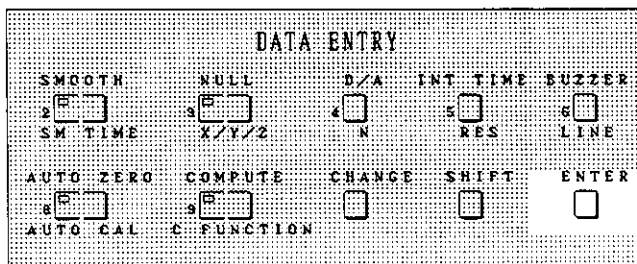 DATA ENTRY
SMOOTH NULL D/A INT TIME BUZZER
2 3 4 5 6
SM TIME X/Y/Z N RES LINE
AUTO ZERO COMPUTE CHANGE SHIFT ENTER
8 9
AUTO CAL C FUNCTION